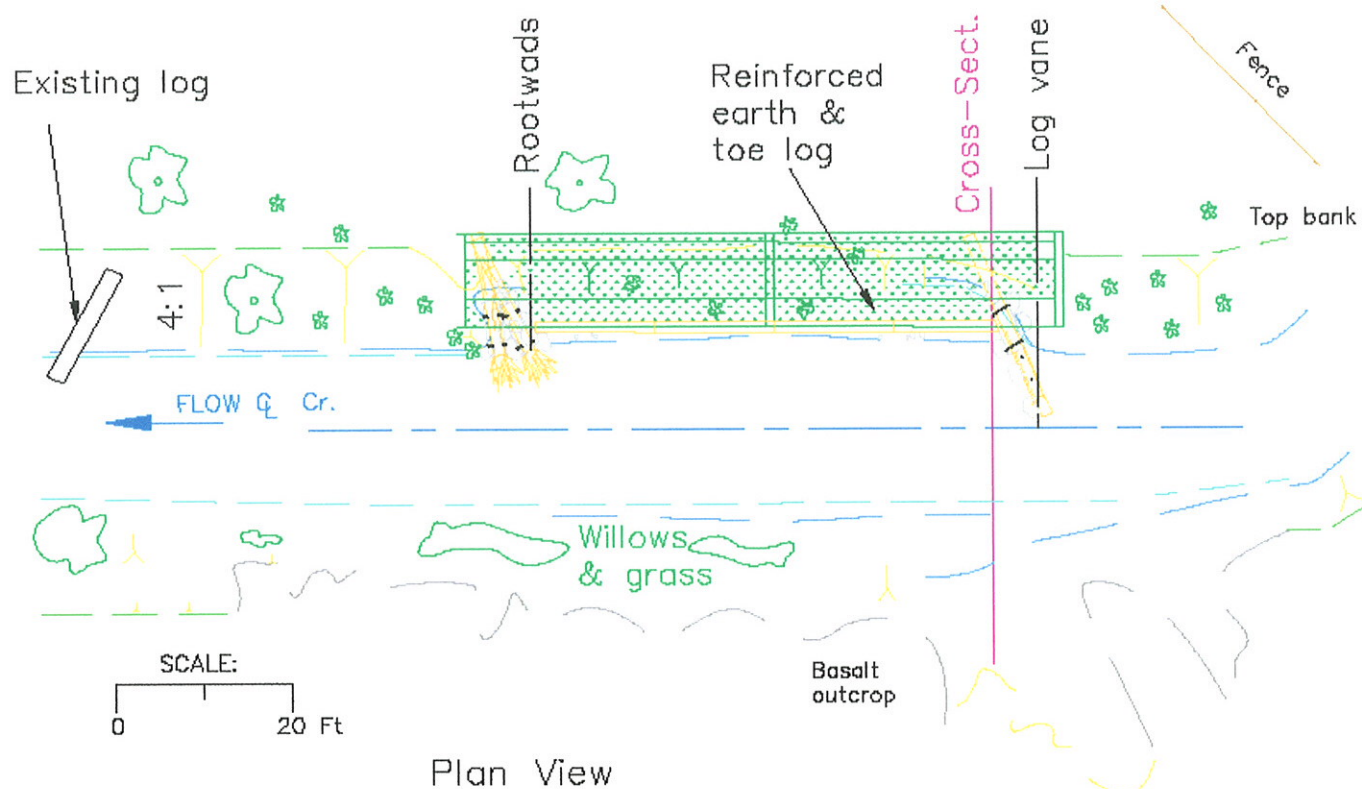 Existing log
Rootwads
Reinforced
earth &
toe log
Cross-Sect.
Log vane
Fence
Top bank
4:1
FLOW ℄ Cr.
Willows
& grass
SCALE:
0 20 Ft
Basalt
outcrop
Plan View